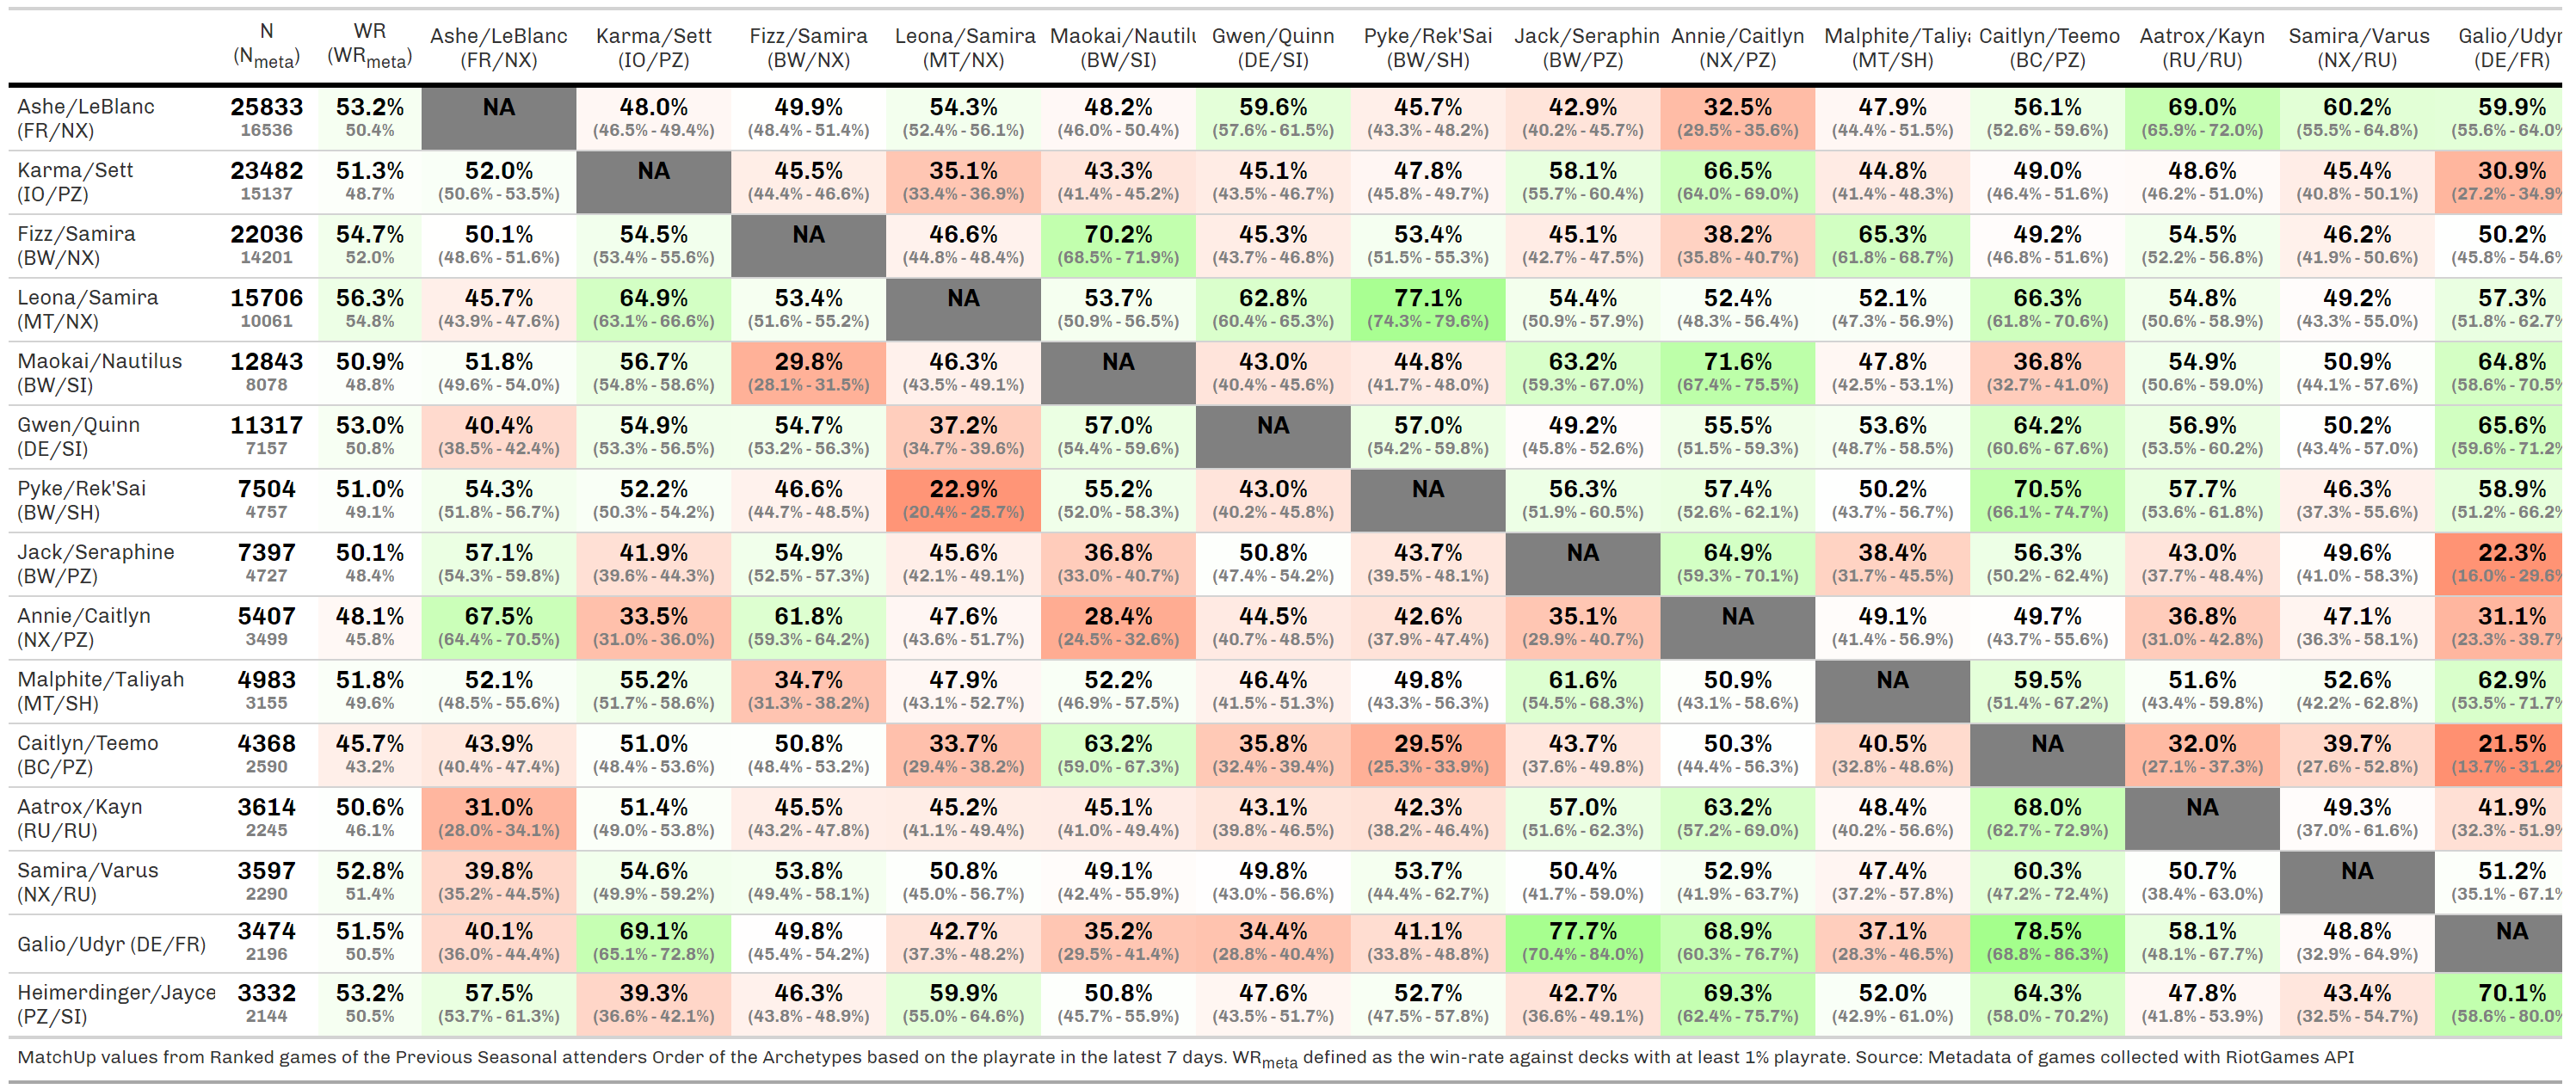 N WR Ashe/LeBlanc Karma/Sett Fizz/Samira Leona/Samira Maokai/Nautilu Gwen/Quinn Pyke/Rek'Sai Jack/Seraphin Annie/Caitlyn Malphite/Taliya Caitlyn/Teemo Aatrox/Kayn Samira/Varus Galio/Udyr
(Nmeta) (WRmeta) (FR/NX) (IO/PZ) (BW/NX) (MT/NX) (BW/SI) (DE/SI) (BW/SH) (BW/PZ) (NX/PZ) (MT/SH) (BC/PZ) (RU/RU) (NX/RU) (DE/FR)
Ashe/LeBlanc 25833 53.2% NA 48.0% 49.9% 54.3% 48.2% 59.6% 45.7% 42.9% 32.5% 47.9% 56.1% 69.0% 60.2% 59.9%
(FR/NX) 16536 50.4% (46.5% - 49.4%) (48.4% - 51.4%) (52.4% - 56.1%) (46.0% - 50.4%) (57.6% - 61.5%) (43.3% - 48.2%) (40.2% - 45.7%) (29.5% - 35.6%) (44.4% - 51.5%) (52.6% - 59.6%) (65.9% - 72.0%) (55.5% - 64.8%) (55.6% - 64.0%
Karma/Sett 23482 51.3% 52.0% NA 45.5% 35.1% 43.3% 45.1% 47.8% 58.1% 66.5% 44.8% 49.0% 48.6% 45.4% 30.9%
(IO/PZ) 15137 48.7% (50.6% - 53.5%) (44.4% - 46.6%) (33.4% - 36.9%) (41.4% - 45.2%) (43.5% - 46.7%) (45.8% - 49.7%) (55.7% - 60.4%) (64.0% - 69.0%) (41.4% - 48.3%) (46.4% - 51.6%) (46.2% - 51.0%) (40.8% - 50.1%) (27.2% - 34.9%
Fizz/Samira 22036 54.7% 50.1% 54.5% NA 46.6% 70.2% 45.3% 53.4% 45.1% 38.2% 65.3% 49.2% 54.5% 46.2% 50.2%
(BW/NX) 14201 52.0% (48.6% - 51.6%) (53.4% - 55.6%) (44.8% - 48.4%) (68.5% - 71.9%) (43.7% - 46.8%) (51.5% - 55.3%) (42.7% - 47.5%) (35.8% - 40.7%) (61.8% - 68.7%) (46.8% - 51.6%) (52.2% - 56.8%) (41.9% - 50.6%) (45.8% - 54.6%
Leona/Samira 15706 56.3% 45.7% 64.9% 53.4% NA 53.7% 62.8% 77.1% 54.4% 52.4% 52.1% 66.3% 54.8% 49.2% 57.3%
(MT/NX) 10061 54.8% (43.9% - 47.6%) (63.1% - 66.6%) (51.6% - 55.2%) (50.9% - 56.5%) (60.4% - 65.3%) (74.3% - 79.6%) (50.9% - 57.9%) (48.3% - 56.4%) (47.3% - 56.9%) (61.8% - 70.6%) (50.6% - 58.9%) (43.3% - 55.0%) (51.8% - 62.7%
Maokai/Nautilus 12843 50.9% 51.8% 56.7% 29.8% 46.3% NA 43.0% 44.8% 63.2% 71.6% 47.8% 36.8% 54.9% 50.9% 64.8%
(BW/SI) 8078 48.8% (49.6% - 54.0%) (54.8% - 58.6%) (28.1% - 31.5%) (43.5% - 49.1%) (40.4% - 45.6%) (41.7% - 48.0%) (59.3% - 67.0%) (67.4% - 75.5%) (42.5% - 53.1%) (32.7% - 41.0%) (50.6% - 59.0%) (44.1% - 57.6%) (58.6% - 70.5%
Gwen/Quinn 11317 53.0% 40.4% 54.9% 54.7% 37.2% 57.0% NA 57.0% 49.2% 55.5% 53.6% 64.2% 56.9% 50.2% 65.6%
(DE/SI) 7157 50.8% (38.5% - 42.4%) (53.3% - 56.5%) (53.2% - 56.3%) (34.7% - 39.6%) (54.4% - 59.6%) (54.2% - 59.8%) (45.8% - 52.6%) (51.5% - 59.3%) (48.7% - 58.5%) (60.6% - 67.6%) (53.5% - 60.2%) (43.4% - 57.0%) (59.6% - 71.2%
Pyke/Rek'Sai 7504 51.0% 54.3% 52.2% 46.6% 22.9% 55.2% 43.0% NA 56.3% 57.4% 50.2% 70.5% 57.7% 46.3% 58.9%
(BW/SH) 4757 49.1% (51.8% - 56.7%) (50.3% - 54.2%) (44.7% - 48.5%) (20.4% - 25.7%) (52.0% - 58.3%) (40.2% - 45.8%) (51.9% - 60.5%) (52.6% - 62.1%) (43.7% - 56.7%) (66.1% - 74.7%) (53.6% - 61.8%) (37.3% - 55.6%) (51.2% - 66.2%
Jack/Seraphine 7397 50.1% 57.1% 41.9% 54.9% 45.6% 36.8% 50.8% 43.7% NA 64.9% 38.4% 56.3% 43.0% 49.6% 22.3%
(BW/PZ) 4727 48.4% (54.3% - 59.8%) (39.6% - 44.3%) (52.5% - 57.3%) (42.1% - 49.1%) (33.0% - 40.7%) (47.4% - 54.2%) (39.5% - 48.1%) (59.3% - 70.1%) (31.7% - 45.5%) (50.2% - 62.4%) (37.7% - 48.4%) (41.0% - 58.3%) (16.0% - 29.6%
Annie/Caitlyn 5407 48.1% 67.5% 33.5% 61.8% 47.6% 28.4% 44.5% 42.6% 35.1% NA 49.1% 49.7% 36.8% 47.1% 31.1%
(NX/PZ) 3499 45.8% (64.4% - 70.5%) (31.0% - 36.0%) (59.3% - 64.2%) (43.6% - 51.7%) (24.5% - 32.6%) (40.7% - 48.5%) (37.9% - 47.4%) (29.9% - 40.7%) (41.4% - 56.9%) (43.7% - 55.6%) (31.0% - 42.8%) (36.3% - 58.1%) (23.3% - 39.7%
Malphite/Taliyah 4983 51.8% 52.1% 55.2% 34.7% 47.9% 52.2% 46.4% 49.8% 61.6% 50.9% NA 59.5% 51.6% 52.6% 62.9%
(MT/SH) 3155 49.6% (48.5% - 55.6%) (51.7% - 58.6%) (31.3% - 38.2%) (43.1% - 52.7%) (46.9% - 57.5%) (41.5% - 51.3%) (43.3% - 56.3%) (54.5% - 68.3%) (43.1% - 58.6%) (51.4% - 67.2%) (43.4% - 59.8%) (42.2% - 62.8%) (53.5% - 71.7%
Caitlyn/Teemo 4368 45.7% 43.9% 51.0% 50.8% 33.7% 63.2% 35.8% 29.5% 43.7% 50.3% 40.5% NA 32.0% 39.7% 21.5%
(BC/PZ) 2590 43.2% (40.4% - 47.4%) (48.4% - 53.6%) (48.4% - 53.2%) (29.4% - 38.2%) (59.0% - 67.3%) (32.4% - 39.4%) (25.3% - 33.9%) (37.6% - 49.8%) (44.4% - 56.3%) (32.8% - 48.6%) (27.1% - 37.3%) (27.6% - 52.8%) (13.7% - 31.2%
Aatrox/Kayn 3614 50.6% 31.0% 51.4% 45.5% 45.2% 45.1% 43.1% 42.3% 57.0% 63.2% 48.4% 68.0% NA 49.3% 41.9%
(RU/RU) 2245 46.1% (28.0% - 34.1%) (49.0% - 53.8%) (43.2% - 47.8%) (41.1% - 49.4%) (41.0% - 49.4%) (39.8% - 46.5%) (38.2% - 46.4%) (51.6% - 62.3%) (57.2% - 69.0%) (40.2% - 56.6%) (62.7% - 72.9%) (37.0% - 61.6%) (32.3% - 51.9%
Samira/Varus 3597 52.8% 39.8% 54.6% 53.8% 50.8% 49.1% 49.8% 53.7% 50.4% 52.9% 47.4% 60.3% 50.7% NA 51.2%
(NX/RU) 2290 51.4% (35.2% - 44.5%) (49.9% - 59.2%) (49.4% - 58.1%) (45.0% - 56.7%) (42.4% - 55.9%) (43.0% - 56.6%) (44.4% - 62.7%) (41.7% - 59.0%) (41.9% - 63.7%) (37.2% - 57.8%) (47.2% - 72.4%) (38.4% - 63.0%) (35.1% - 67.1%
Galio/Udyr (DE/FR) 3474 51.5% 40.1% 69.1% 49.8% 42.7% 35.2% 34.4% 41.1% 77.7% 68.9% 37.1% 78.5% 58.1% 48.8% NA
2196 50.5% (36.0% - 44.4%) (65.1% - 72.8%) (45.4% - 54.2%) (37.3% - 48.2%) (29.5% - 41.4%) (28.8% - 40.4%) (33.8% - 48.8%) (70.4% - 84.0%) (60.3% - 76.7%) (28.3% - 46.5%) (68.8% - 86.3%) (48.1% - 67.7%) (32.9% - 64.9%)
Heimerdinger/Jayce 3332 53.2% 57.5% 39.3% 46.3% 59.9% 50.8% 47.6% 52.7% 42.7% 69.3% 52.0% 64.3% 47.8% 43.4% 70.1%
(PZ/SI) 2144 50.5% (53.7% - 61.3%) (36.6% - 42.1%) (43.8% - 48.9%) (55.0% - 64.6%) (45.7% - 55.9%) (43.5% - 51.7%) (47.5% - 57.8%) (36.6% - 49.1%) (62.4% - 75.7%) (42.9% - 61.0%) (58.0% - 70.2%) (41.8% - 53.9%) (32.5% - 54.7%) (58.6% - 80.0%
MatchUp values from Ranked games of the Previous Seasonal attenders Order of the Archetypes based on the playrate in the latest 7 days. WRmeta defined as the win-rate against decks with at least 1% playrate. Source: Metadata of games collected with RiotGames API